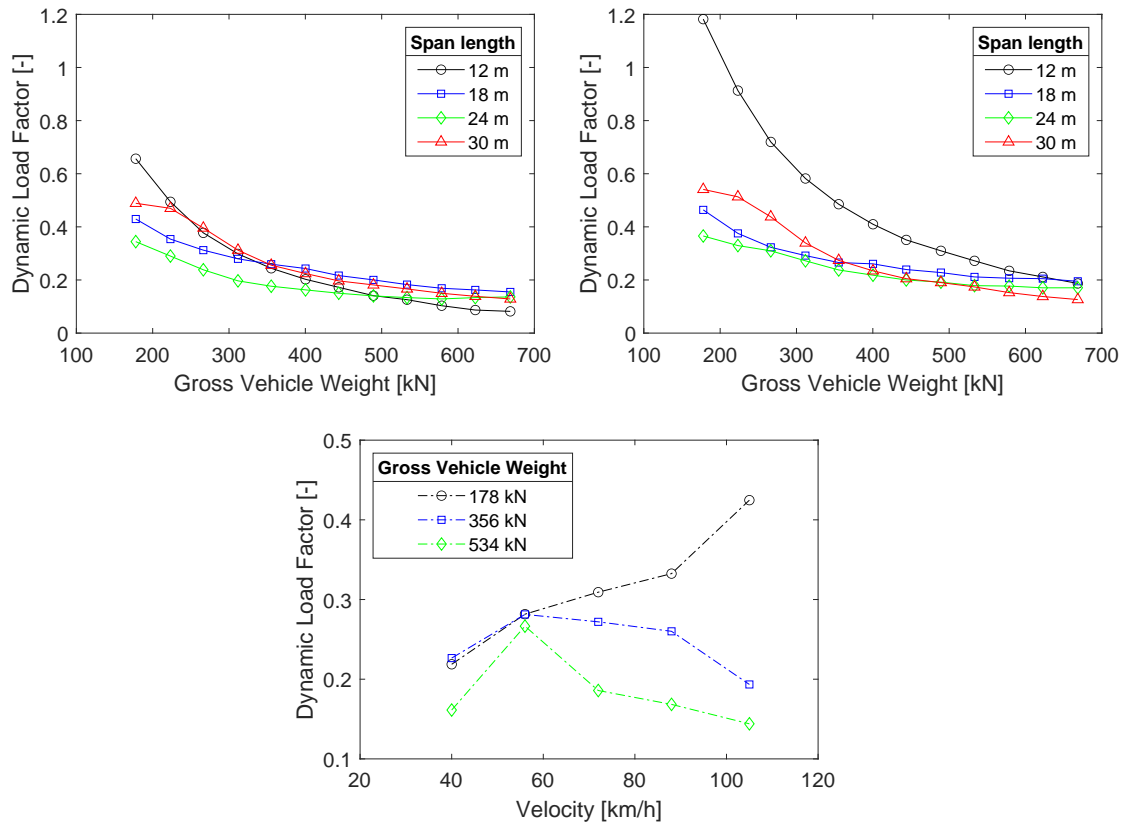 1.2
1
0.8
0.6
0.4
0.2
0
100 200 300 400 500 600 700
Gross Vehicle Weight [kN]
Dynamic Load Factor [-]
Span length
12 m
18 m
24 m
30 m
1.2
1
0.8
0.6
0.4
0.2
0
100 200 300 400 500 600 700
Gross Vehicle Weight [kN]
Dynamic Load Factor [-]
Span length
12 m
18 m
24 m
30 m
0.5
0.4
0.3
0.2
0.1
20 40 60 80 100 120
Velocity [km/h]
Dynamic Load Factor [-]
Gross Vehicle Weight
178 kN
356 kN
534 kN